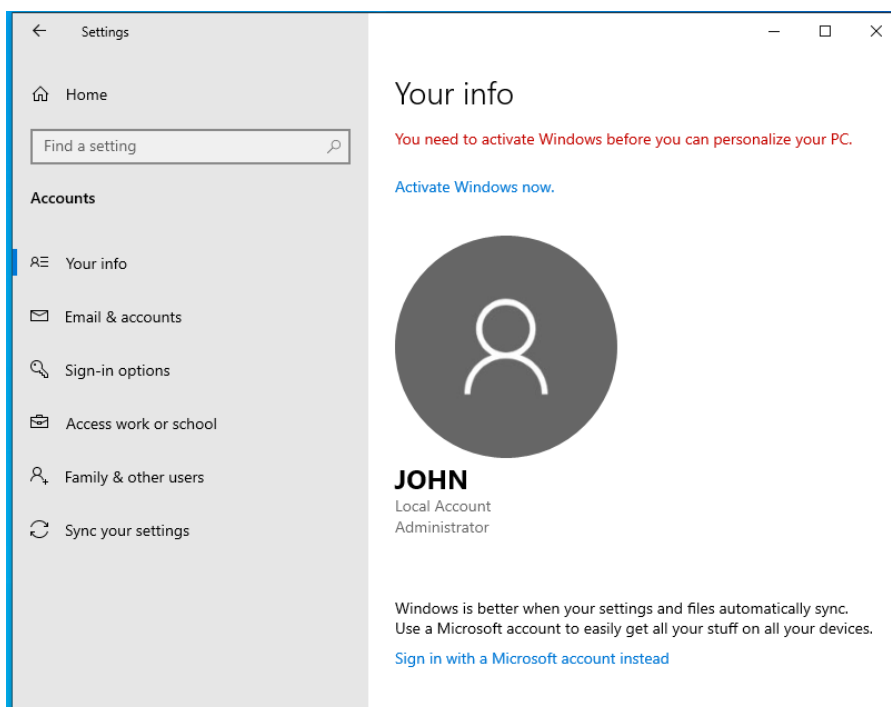 Settings
Home
Find a setting
Accounts
Your info
Email & accounts
Sign-in options
Access work or school
Family & other users
Sync your settings
Your info
You need to activate Windows before you can personalize your PC.
Activate Windows now.
JOHN
Local Account
Administrator
Windows is better when your settings and files automatically sync.
Use a Microsoft account to easily get all your stuff on all your devices.
Sign in with a Microsoft account instead